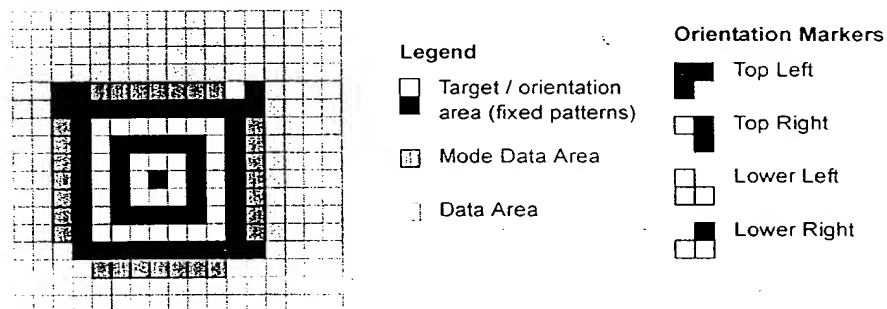 Legend
Target / orientation
area (fixed patterns)
Mode Data Area
Data Area
Orientation Markers
Top Left
Top Right
Lower Left
Lower Right